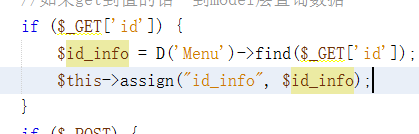 //如果get到值的话 到model层查询数据
if ($_GET['id']) {
$id_info = D('Menu')->find($_GET['id']);
$this->assign("id_info", $id_info);
}
if ($_POST) {